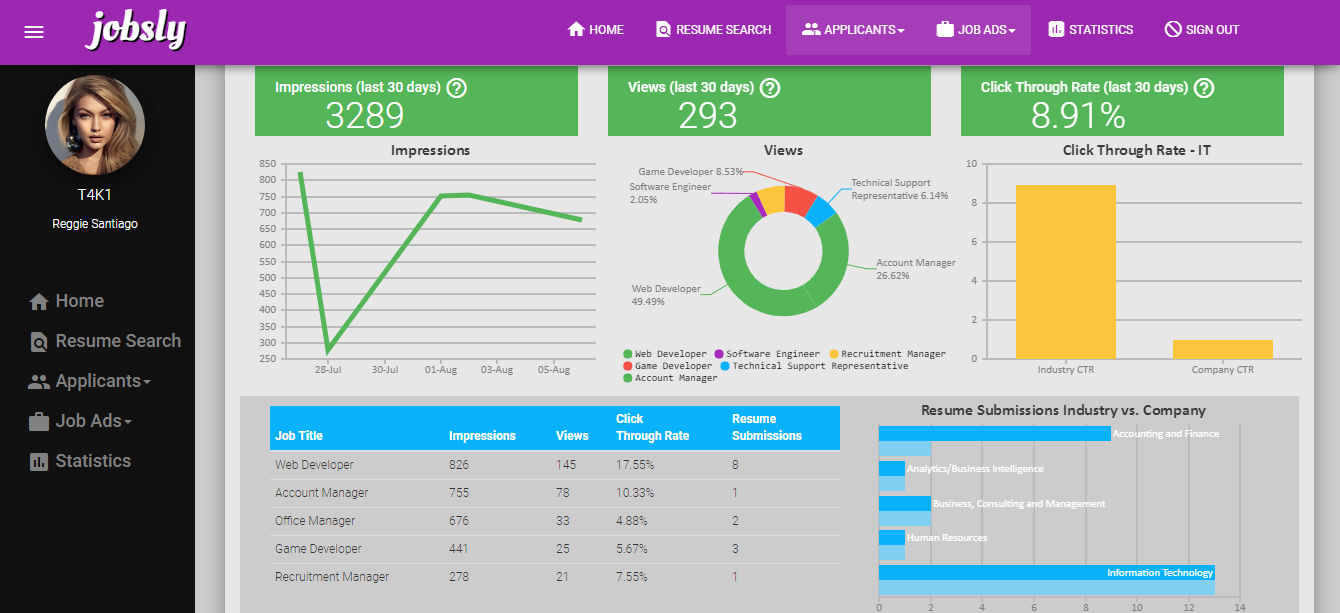 jobsly
HOME
RESUME SEARCH
APPLICANTS
JOB ADS
STATISTICS
SIGN OUT
T4K1
Reggie Santiago
Home
Resume Search
Applicants
Job Ads
Statistics
Impressions (last 30 days) ?
3289
Views (last 30 days) ?
293
Click Through Rate (last 30 days) ?
8.91%
Impressions
850
800
750
700
650
600
550
500
450
400
350
300
250
28-Jul 30-Jul 01-Aug 03-Aug 05-Aug
Views
Game Developer 8.53%
Software Engineer
2.05%
Technical Support
Representative 6.14%
Account Manager
26.62%
Web Developer
49.49%
Web Developer Software Engineer Recruitment Manager
Game Developer Technical Support Representative
Account Manager
Click Through Rate - IT
10
8
6
4
2
0
Industry CTR Company CTR
Job Title Impressions Views Click Through Rate Resume Submissions
Web Developer 826 145 17.55% 8
Account Manager 755 78 10.33% 1
Office Manager 676 33 4.88% 2
Game Developer 441 25 5.67% 3
Recruitment Manager 278 21 7.55% 1
Resume Submissions Industry vs. Company
Accounting and Finance
Analytics/Business Intelligence
Business, Consulting and Management
Human Resources
Information Technology
0 2 4 6 8 10 12 14